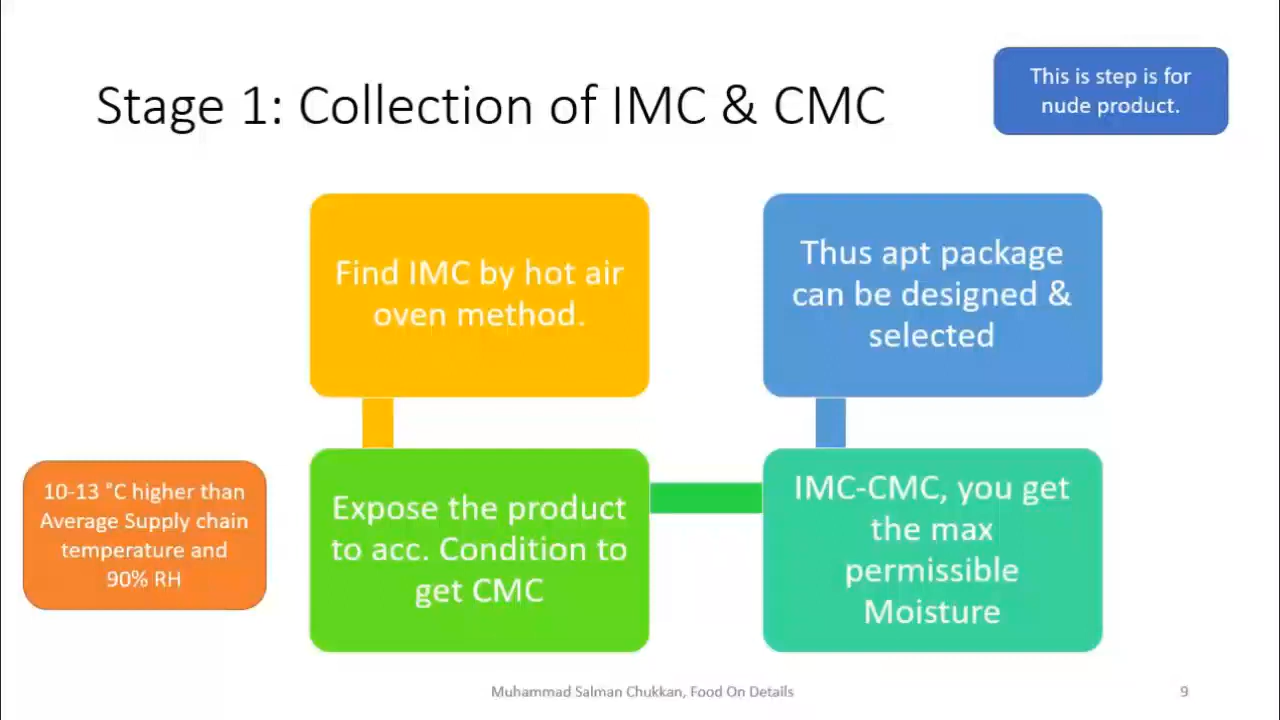 Stage 1: Collection of IMC & CMC
This is step is for
nude product.
Find IMC by hot air
oven method.
Expose the product
to acc. Condition to
get CMC
10-13 °C higher than
Average Supply chain
temperature and
90% RH
IMC-CMC, you get
the max
permissible
Moisture
Thus apt package
can be designed &
selected
Muhammad Salman Chukkan, Food On Details
9